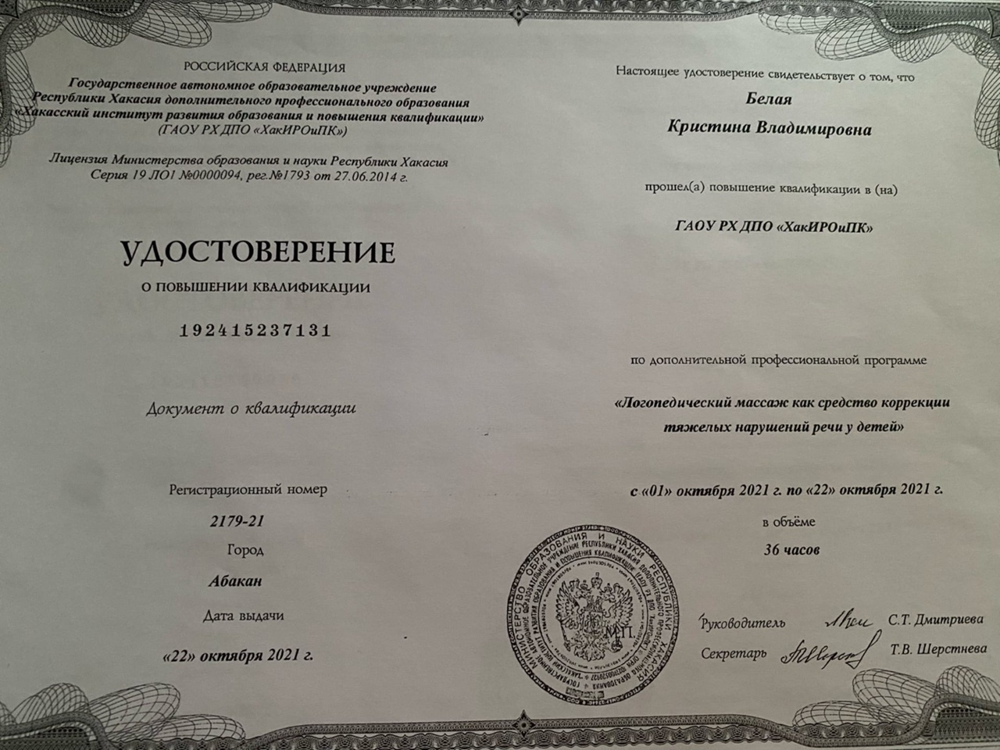 РОССИЙСКАЯ ФЕДЕРАЦИЯ
Государственное автономное образовательное учреждение
Республики Хакасия дополнительного профессионального образования
«Хакасский институт развития образования и повышения квалификации»
(ГАОУ РХ ДПО «ХакИРОиПК»)
Лицензия Министерства образования и науки Республики Хакасия
Серия 19 ЛО1 №0000094, рег.№1793 от 27.06.2014 г.
УДОСТОВЕРЕНИЕ
О ПОВЫШЕНИИ КВАЛИФИКАЦИИ
192415237131
Документ о квалификации
Регистрационный номер
2179-21
Город
Абакан
Дата выдачи
«22» октября 2021 г.
Настоящее удостоверение свидетельствует о том, что
Белая
Кристина Владимировна
прошел(а) повышение квалификации в (на)
ГАОУ РХ ДПО «ХакИРОиПК»
по дополнительной профессиональной программе
«Логопедический массаж как средство коррекции
тяжелых нарушений речи у детей»
с «01» октября 2021 г. по «22» октября 2021 г.
в объёме
36 часов
Руководитель С.Т. Дмитриева
Секретарь Т.В. Шерстнева
М.П.
МИНИСТЕРСТВО ОБРАЗОВАНИЯ И НАУКИ РЕСПУБЛИКИ ХАКАСИЯ